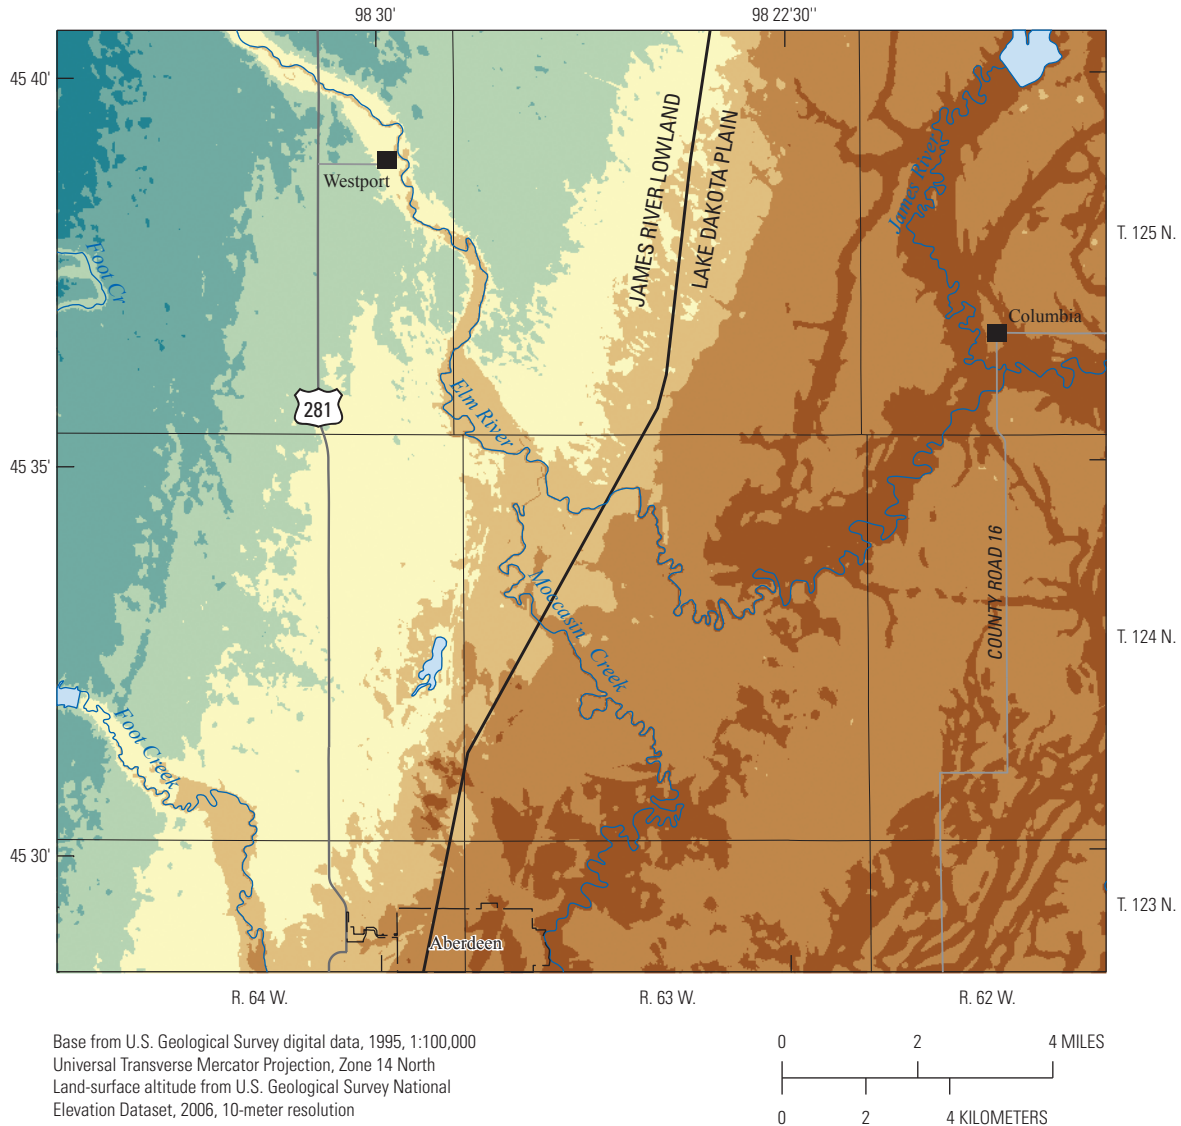 98 30'
98 22'30''
45 40'
James River
JAMES RIVER LOWLAND
LAKE DAKOTA PLAIN
Westport
T. 125 N.
Foot Cr
Columbia
Elm River
281
45 35'
COUNTY ROAD 16
Moccasin Creek
T. 124 N.
Foot Creek
45 30'
T. 123 N.
Aberdeen
R. 64 W.
R. 63 W.
R. 62 W.
Base from U.S. Geological Survey digital data, 1995, 1:100,000
Universal Transverse Mercator Projection, Zone 14 North
Land-surface altitude from U.S. Geological Survey National
Elevation Dataset, 2006, 10-meter resolution
0 2 4 MILES
0 2 4 KILOMETERS